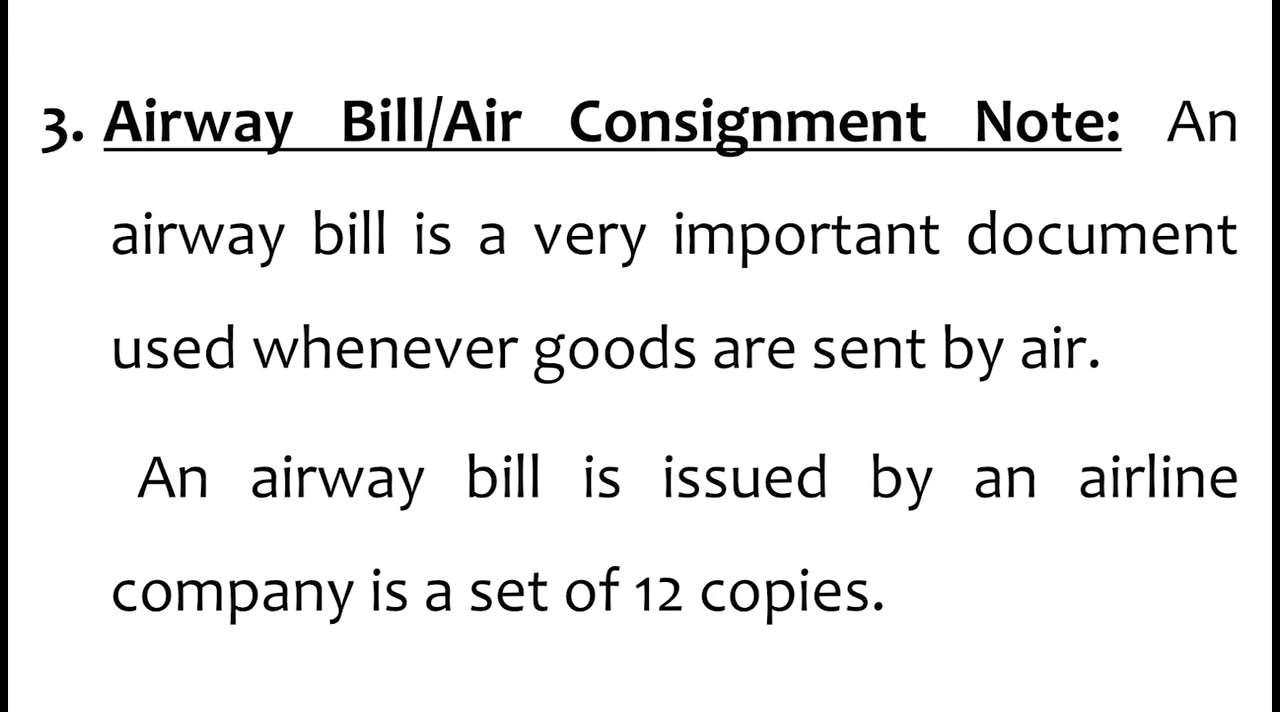 3. Airway Bill/Air Consignment Note: An
airway bill is a very important document
used whenever goods are sent by air.
An airway bill is issued by an airline
company is a set of 12 copies.